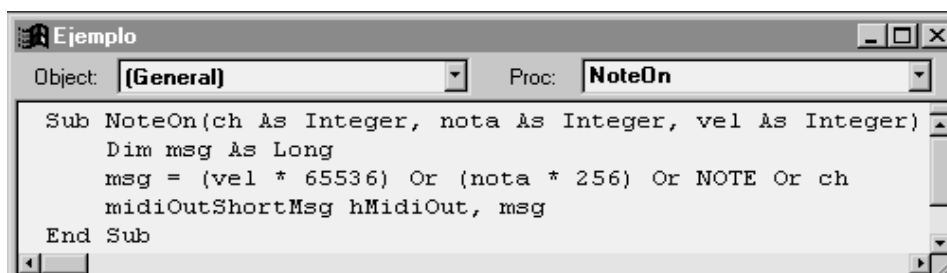 Ejemplo
Object: (General) Proc: NoteOn
Sub NoteOn(ch As Integer, nota As Integer, vel As Integer)
Dim msg As Long
msg = (vel * 65536) Or (nota * 256) Or NOTE Or ch
midiOutShortMsg hMidiOut, msg
End Sub